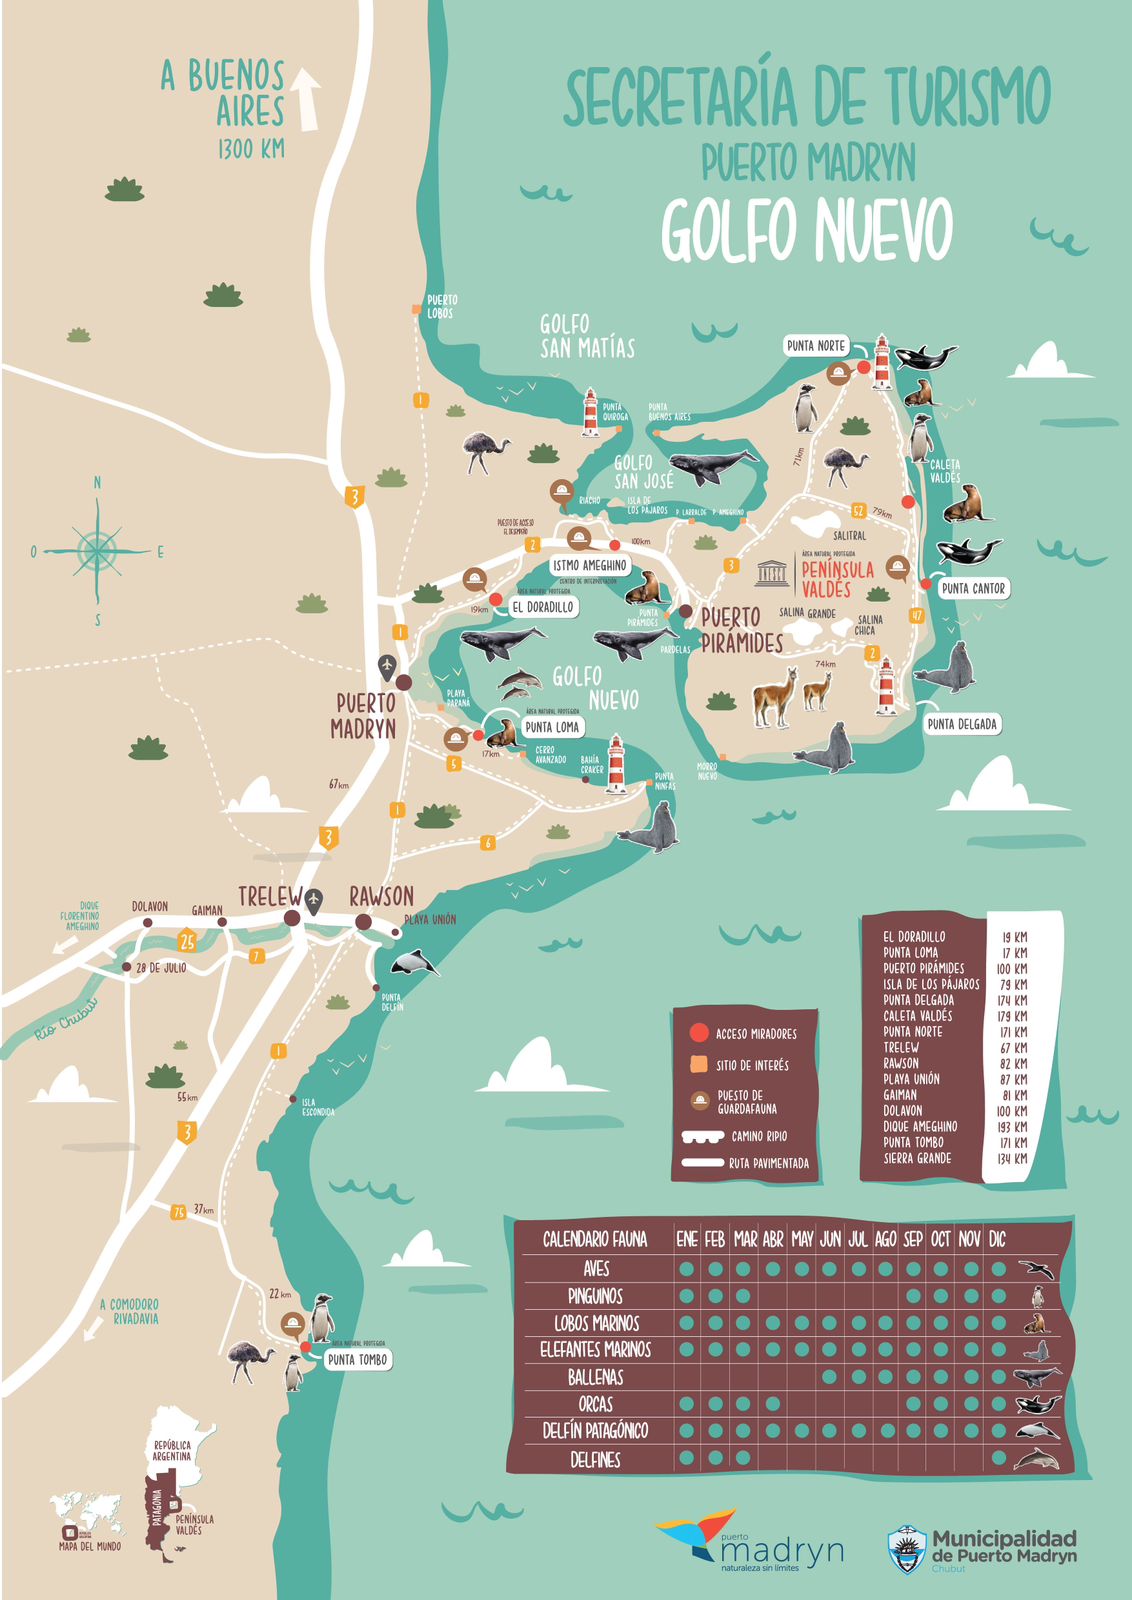 A BUENOS
AIRES
1300 KM
SECRETARÍA DE TURISMO
PUERTO MADRYN
GOLFO NUEVO
PUERTO
LOBOS
GOLFO
SAN MATÍAS
PUNTA NORTE
1
PUNTA
QUIROGA
PUNTA
BUENOS AIRES
71km
GOLFO
SAN JOSÉ
CALETA
VALDÉS
3
RIACHO
ISLA DE
LOS PÁJAROS
P. LARRALDE
P. AMEGHINO
52
79km
SALITRAL
PUESTO DE ACCESO
EL DESEMPEÑO
2
100km
ISTMO AMEGHINO
CENTRO DE INTERPRETACIÓN
3
UNESCO
ÁREA NATURAL PROTEGIDA
PENÍNSULA
VALDÉS
PUNTA CANTOR
N
O
E
S
ÁREA NATURAL PROTEGIDA
EL DORADILLO
19km
PUNTA
PIRÁMIDES
PUERTO
PIRÁMIDES
SALINA GRANDE
SALINA
CHICA
47
1
PARDELAS
74km
2
PUERTO
MADRYN
PLAYA
PARANÁ
GOLFO
NUEVO
ÁREA NATURAL PROTEGIDA
PUNTA LOMA
17km
PUNTA DELGADA
CERRO
AVANZADO
BAHÍA
CRAKER
PUNTA
NINFAS
MORRO
NUEVO
5
67km
1
3
6
TRELEW
RAWSON
PLAYA UNIÓN
DIQUE
FLORENTINO
AMEGHINO
DOLAVON
GAIMAN
25
7
28 DE JULIO
PUNTA
DELFÍN
Río Chubut
1
55km
ISLA
ESCONDIDA
3
75
37km
22km
A COMODORO
RIVADAVIA
ÁREA NATURAL PROTEGIDA
PUNTA TOMBO
EL DORADILLO 19 KM
PUNTA LOMA 17 KM
PUERTO PIRÁMIDES 100 KM
ISLA DE LOS PÁJAROS 79 KM
PUNTA DELGADA 174 KM
CALETA VALDÉS 179 KM
PUNTA NORTE 171 KM
TRELEW 67 KM
RAWSON 82 KM
PLAYA UNIÓN 87 KM
GAIMAN 81 KM
DOLAVON 100 KM
DIQUE AMEGHINO 193 KM
PUNTA TOMBO 171 KM
SIERRA GRANDE 134 KM
ACCESO MIRADORES
SITIO DE INTERÉS
PUESTO DE
GUARDAFAUNA
CAMINO RIPIO
RUTA PAVIMENTADA
CALENDARIO FAUNA ENE FEB MAR ABR MAY JUN JUL AGO SEP OCT NOV DIC
AVES
PINGUINOS
LOBOS MARINOS
ELEFANTES MARINOS
BALLENAS
ORCAS
DELFÍN PATAGÓNICO
DELFINES
REPÚBLICA
ARGENTINA
PATAGONIA
PENÍNSULA
VALDÉS
MAPA DEL MUNDO
puerto
madryn
naturaleza sin límites
Municipalidad
de Puerto Madryn
Chubut